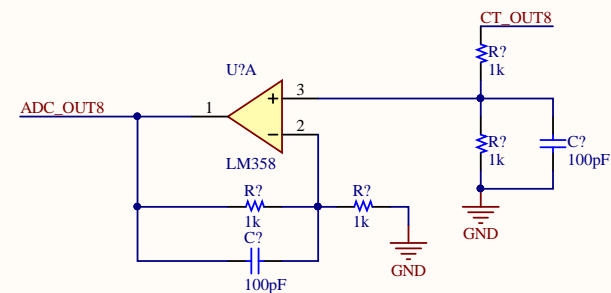 CT_OUT8
R?
1k
U?A
3
ADC_OUT8
1
2
R?
1k
C?
100pF
LM358
R?
1k
R?
1k
GND
C?
100pF
GND